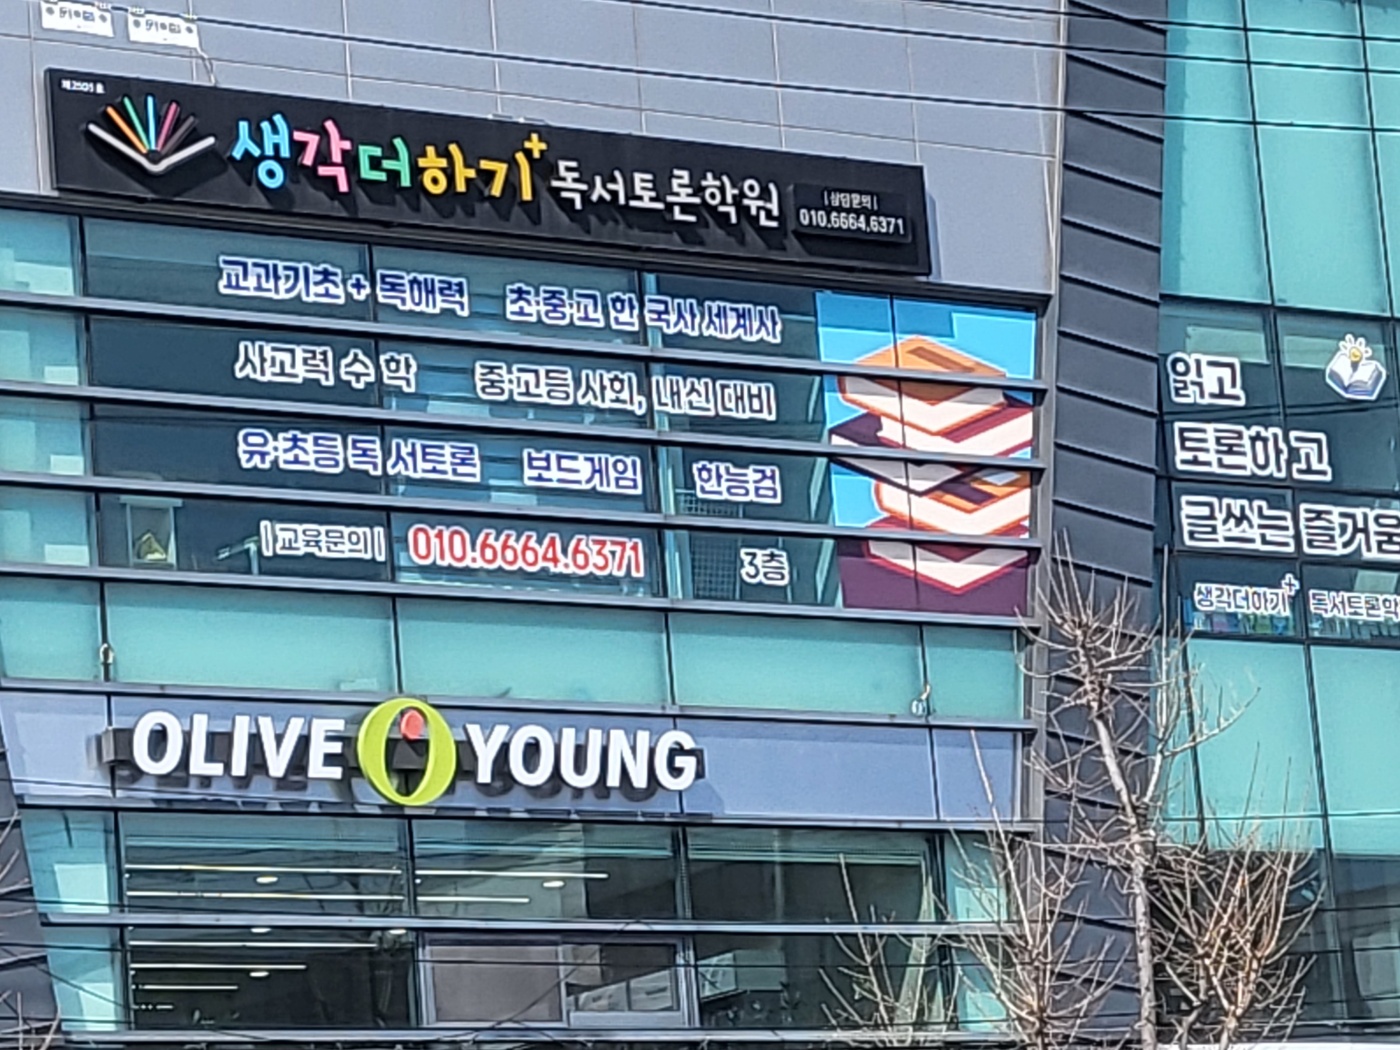 생각더하기+ 독서토론학원
|상담문의|
010.6664.6371
교과기초+독해력 초·중·고 한국사 세계사
사고력 수학 중·고등 사회, 내신 대비
유·초등 독서토론 보드게임 한능검
|교육문의| 010.6664.6371 3층
읽고
토론하고
글쓰는 즐거움
생각더하기+ 독서토론학
OLIVE YOUNG